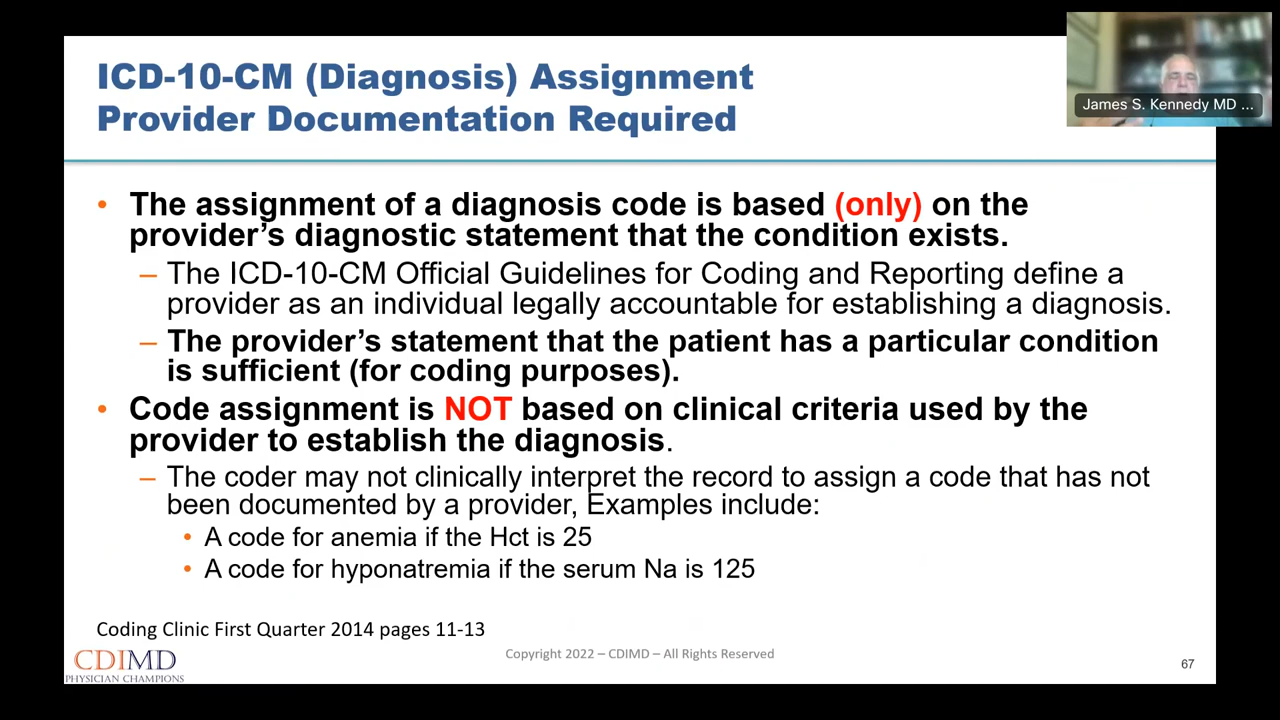 ICD-10-CM (Diagnosis) Assignment
Provider Documentation Required
James S. Kennedy MD ...
• The assignment of a diagnosis code is based (only) on the
provider’s diagnostic statement that the condition exists.
– The ICD-10-CM Official Guidelines for Coding and Reporting define a
provider as an individual legally accountable for establishing a diagnosis.
– The provider’s statement that the patient has a particular condition
is sufficient (for coding purposes).
• Code assignment is NOT based on clinical criteria used by the
provider to establish the diagnosis.
– The coder may not clinically interpret the record to assign a code that has not
been documented by a provider, Examples include:
• A code for anemia if the Hct is 25
• A code for hyponatremia if the serum Na is 125
Coding Clinic First Quarter 2014 pages 11-13
CDIMD
PHYSICIAN CHAMPIONS
Copyright 2022 – CDIMD – All Rights Reserved
67